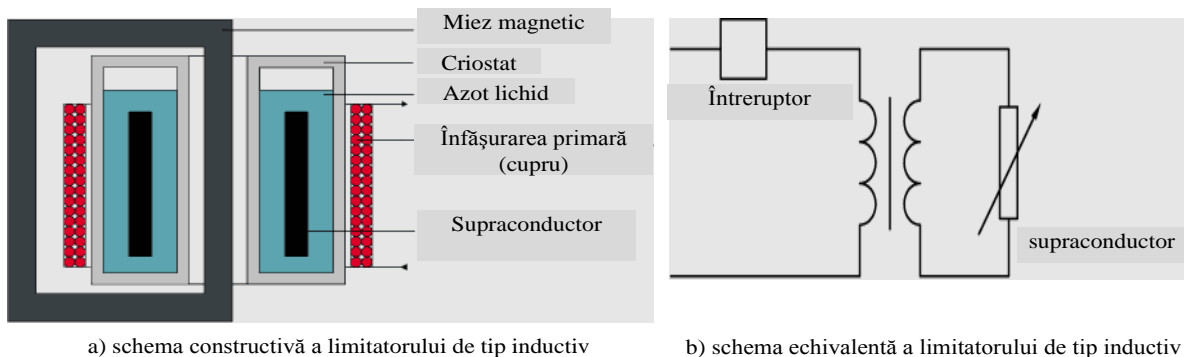 Miez magnetic
Criostat
Azot lichid
Înfăşurarea primară
(cupru)
Supraconductor
a) schema constructivă a limitatorului de tip inductiv
Întreruptor
supraconductor
b) schema echivalentă a limitatorului de tip inductiv